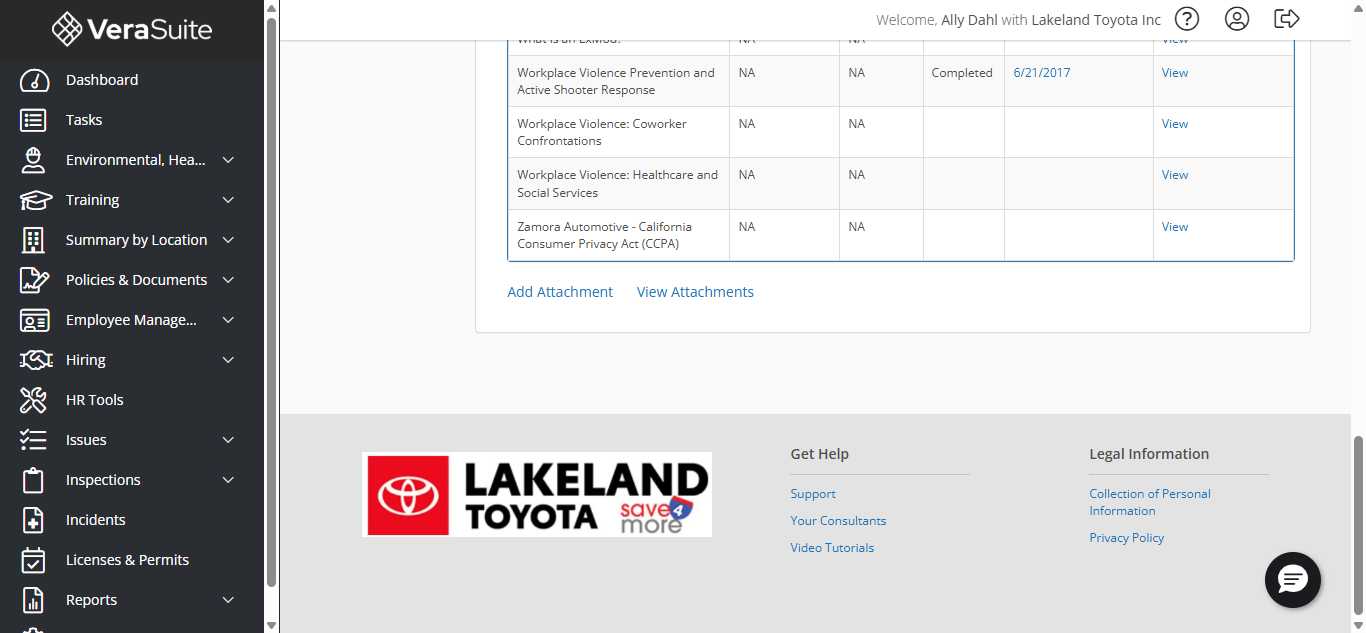 VeraSuite
Welcome, Ally Dahl with Lakeland Toyota Inc
Dashboard
Tasks
Environmental, Hea...
Training
Summary by Location
Policies & Documents
Employee Manage...
Hiring
HR Tools
Issues
Inspections
Incidents
Licenses & Permits
Reports
What is an ExMod? NA NA View
Workplace Violence Prevention and NA NA Completed 6/21/2017 View
Active Shooter Response
Workplace Violence: Coworker NA NA View
Confrontations
Workplace Violence: Healthcare and NA NA View
Social Services
Zamora Automotive - California NA NA View
Consumer Privacy Act (CCPA)
Add Attachment View Attachments
LAKELAND
TOYOTA
save 4
more
Get Help
Support
Your Consultants
Video Tutorials
Legal Information
Collection of Personal
Information
Privacy Policy